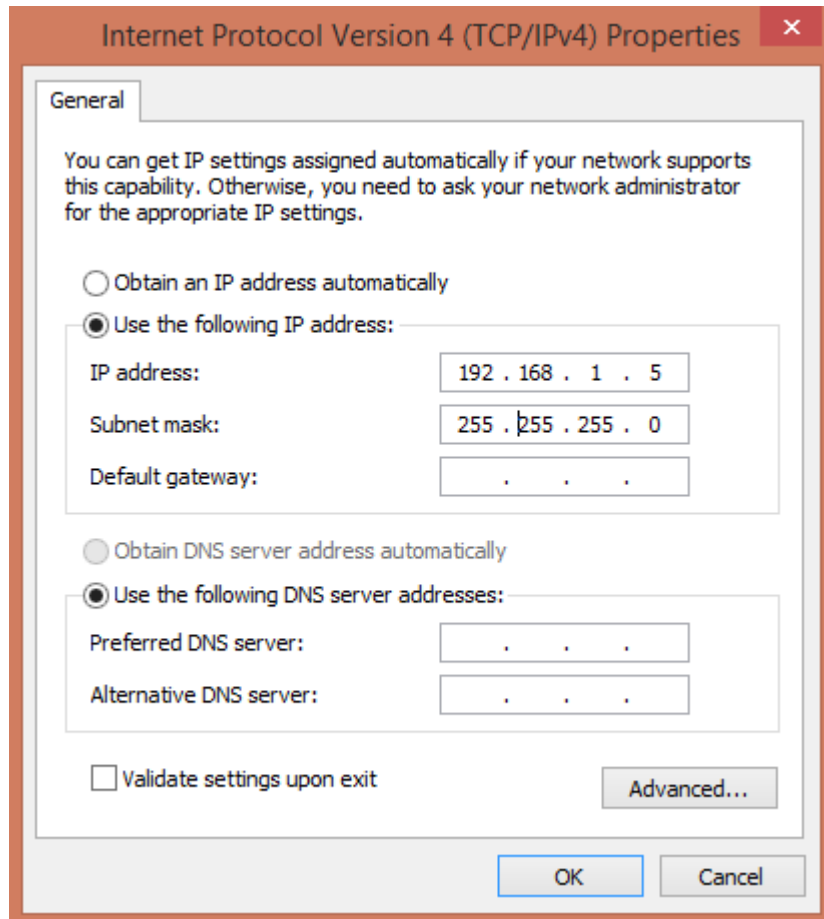 Internet Protocol Version 4 (TCP/IPv4) Properties
General
You can get IP settings assigned automatically if your network supports
this capability. Otherwise, you need to ask your network administrator
for the appropriate IP settings.
Obtain an IP address automatically
Use the following IP address:
IP address: 192 . 168 . 1 . 5
Subnet mask: 255 . 255 . 255 . 0
Default gateway: . . .
Obtain DNS server address automatically
Use the following DNS server addresses:
Preferred DNS server: . . .
Alternative DNS server: . . .
Validate settings upon exit
Advanced...
OK Cancel